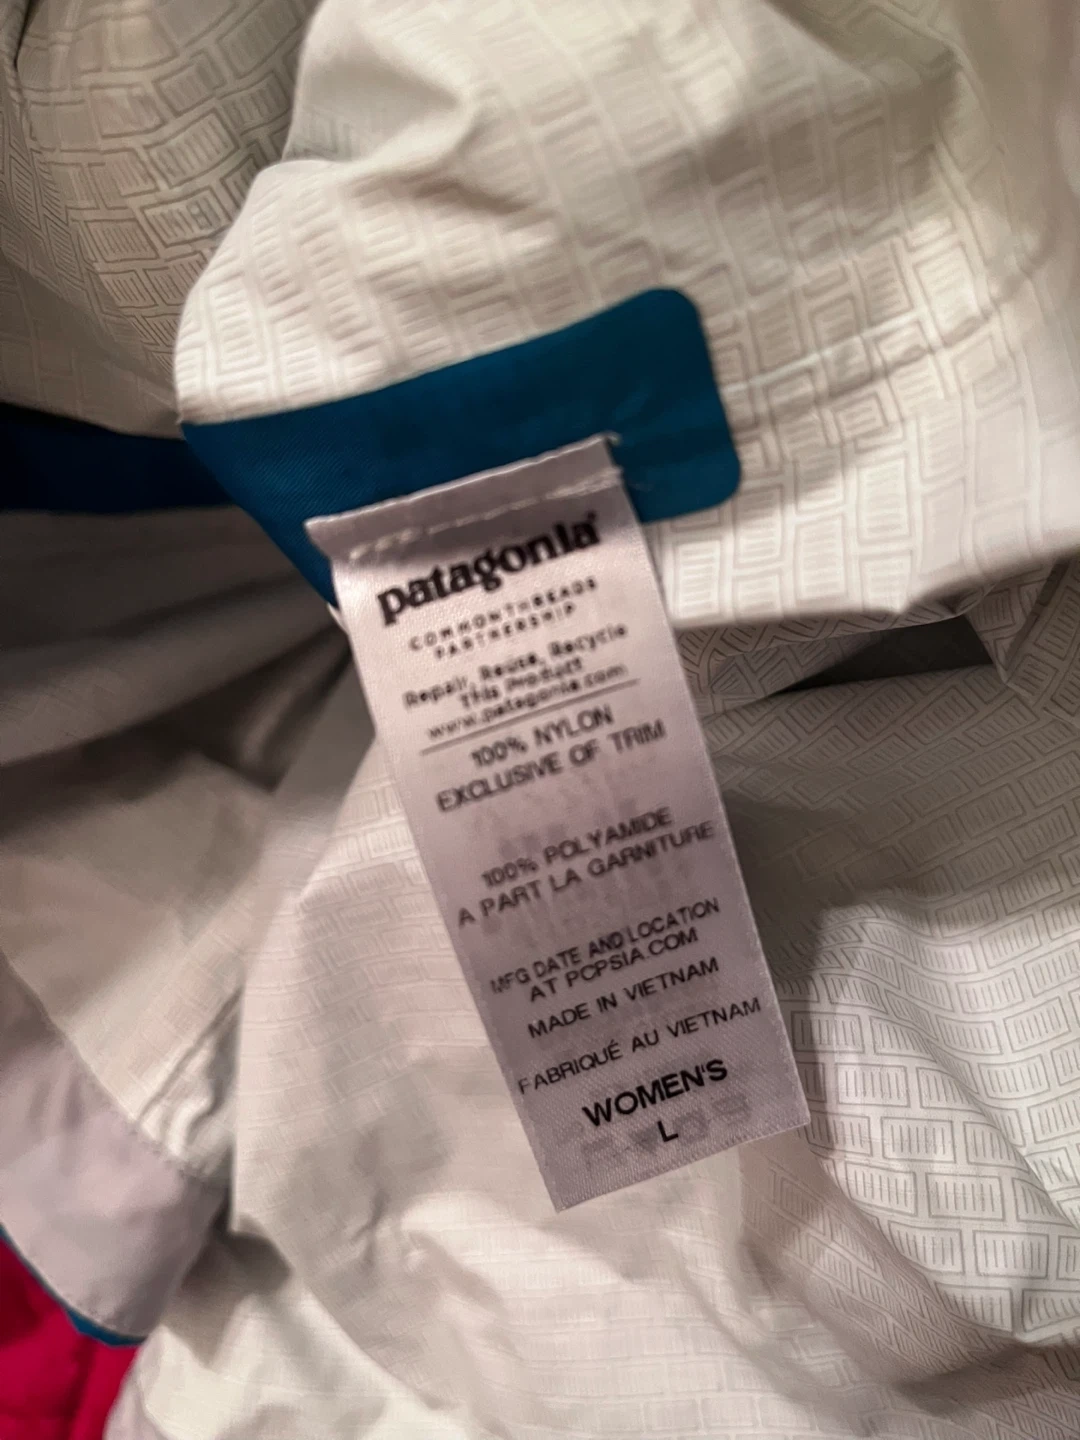 patagonia®
COMMON THREADS
PARTNERSHIP
Repair, Reuse, Recycle
This Product
www.patagonia.com
100% NYLON
EXCLUSIVE OF TRIM
100% POLYAMIDE
A PART LA GARNITURE
MFG DATE AND LOCATION
AT PCPSIA.COM
MADE IN VIETNAM
FABRIQUÉ AU VIETNAM
WOMEN'S
L